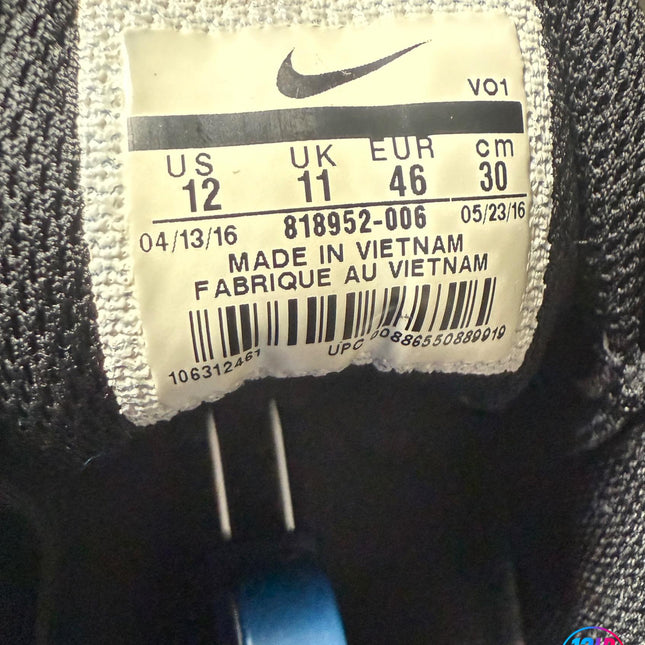 VO1
US UK EUR cm
12 11 46 30
04/13/16 818952-006 05/23/16
MADE IN VIETNAM
FABRIQUE AU VIETNAM
106312461 UPC 00886550889919